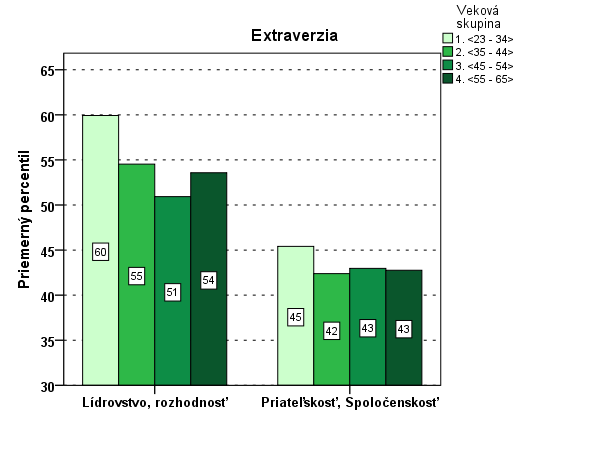 Veková
skupina
1. <23 - 34>
2. <35 - 44>
3. <45 - 54>
4. <55 - 65>
Extraverzia
Priemerný percentil
65
60
55
50
45
40
35
30
60
55
51
54
45
42
43
43
Lídrovstvo, rozhodnosť
Priateľskosť, Spoločenskosť